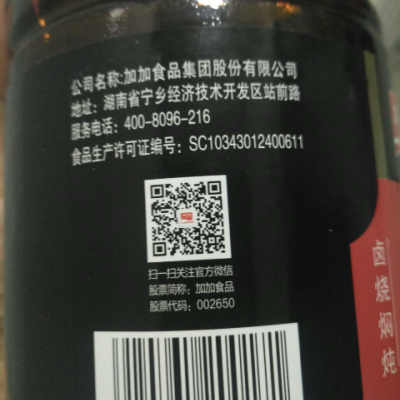 公司名称:加加食品集团股份有限公司
地址: 湖南省宁乡经济技术开发区站前路
服务电话: 400-8096-216
食品生产许可证编号: SC10343012400611
扫一扫关注官方微信
股票简称: 加加食品
股票代码: 002650
卤烧焖炖